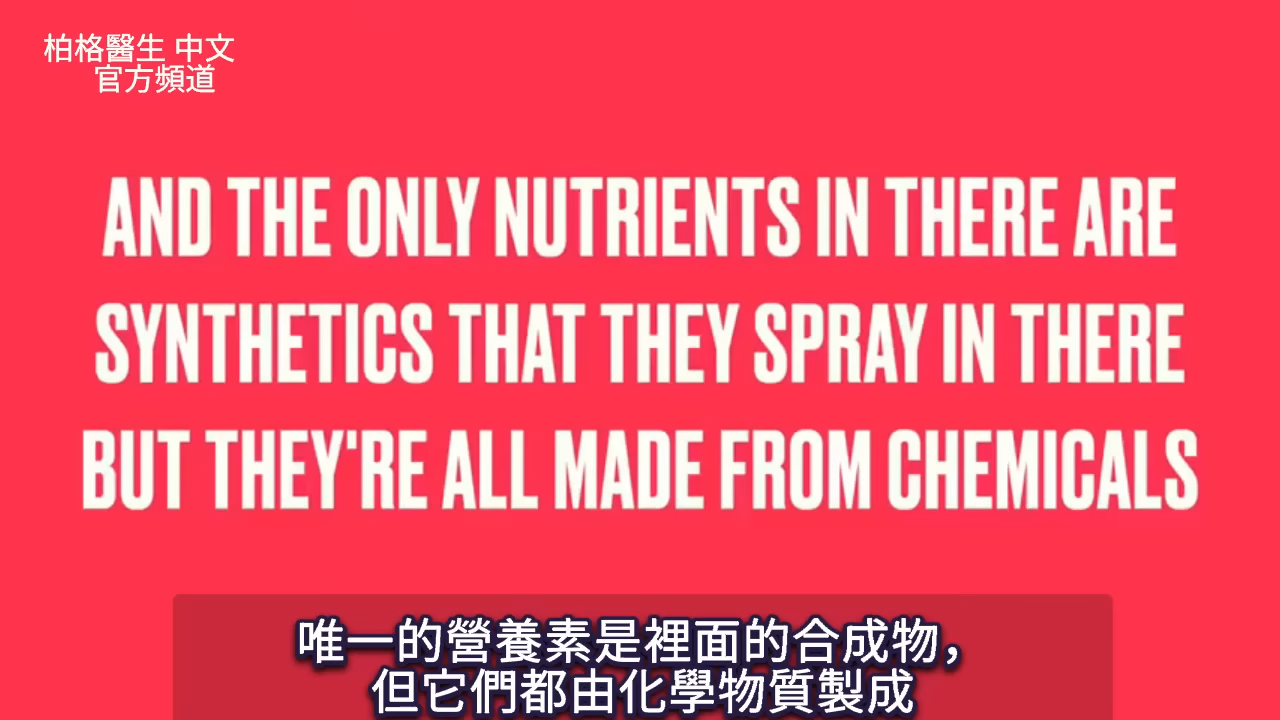 柏格醫生 中文
官方頻道
AND THE ONLY NUTRIENTS IN THERE ARE
SYNTHETICS THAT THEY SPRAY IN THERE
BUT THEY'RE ALL MADE FROM CHEMICALS
唯一的營養素是裡面的合成物,
但它們都由化學物質製成